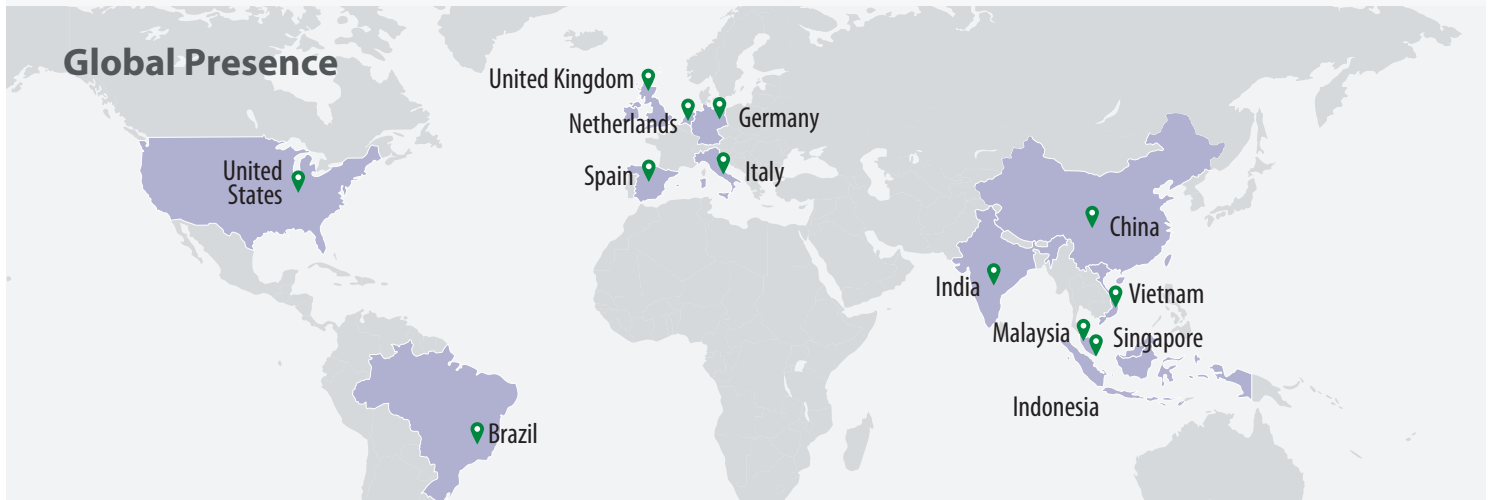 Global Presence
United Kingdom
Netherlands
Germany
Spain
Italy
United
States
China
India
Vietnam
Malaysia
Singapore
Indonesia
Brazil